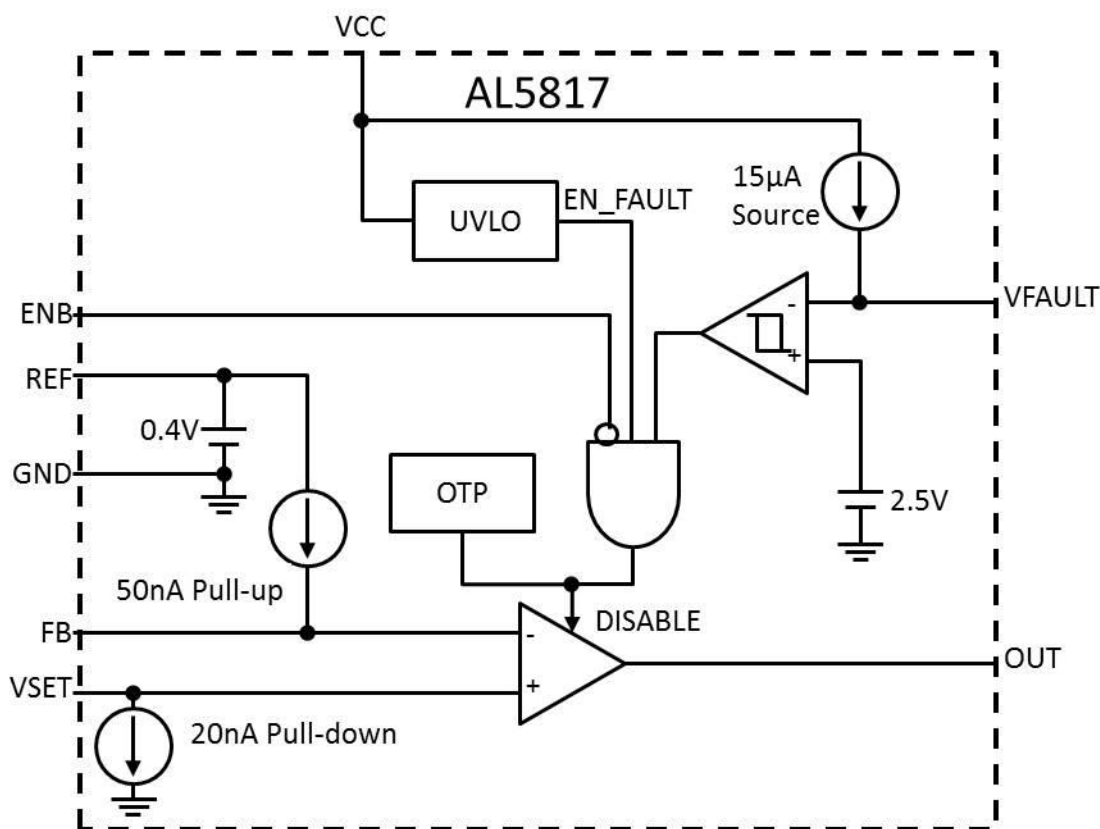 VCC
AL5817
15µA
Source
EN_FAULT
UVLO
-
VFAULT
ENB
+
REF
0.4V
GND
OTP
2.5V
50nA Pull-up
DISABLE
FB
-
OUT
VSET
+
20nA Pull-down